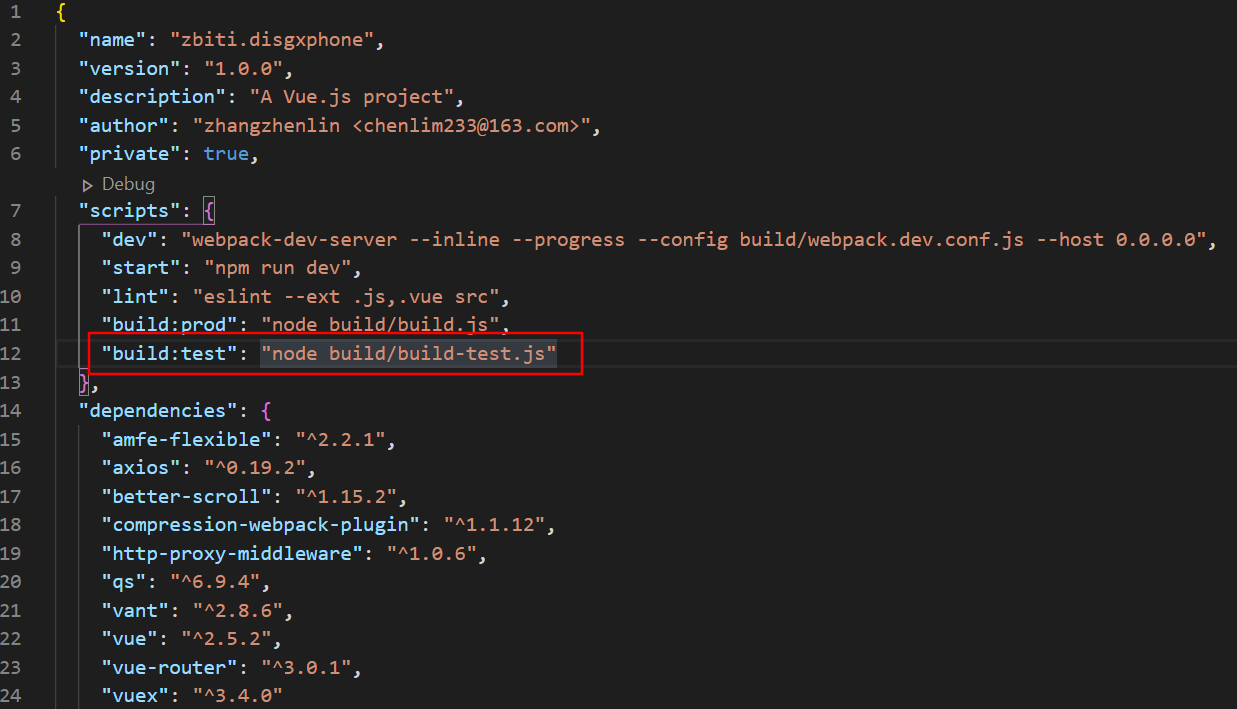 1 {
2 "name": "zbiti.disgxphone",
3 "version": "1.0.0",
4 "description": "A Vue.js project",
5 "author": "zhangzhenlin <chenlim233@163.com>",
6 "private": true,
Debug
7 "scripts": {
8 "dev": "webpack-dev-server --inline --progress --config build/webpack.dev.conf.js --host 0.0.0.0",
9 "start": "npm run dev",
10 "lint": "eslint --ext .js,.vue src",
11 "build:prod": "node build/build.js",
12 "build:test": "node build/build-test.js"
13 },
14 "dependencies": {
15 "amfe-flexible": "^2.2.1",
16 "axios": "^0.19.2",
17 "better-scroll": "^1.15.2",
18 "compression-webpack-plugin": "^1.1.12",
19 "http-proxy-middleware": "^1.0.6",
20 "qs": "^6.9.4",
21 "vant": "^2.8.6",
22 "vue": "^2.5.2",
23 "vue-router": "^3.0.1",
24 "vuex": "^3.4.0"